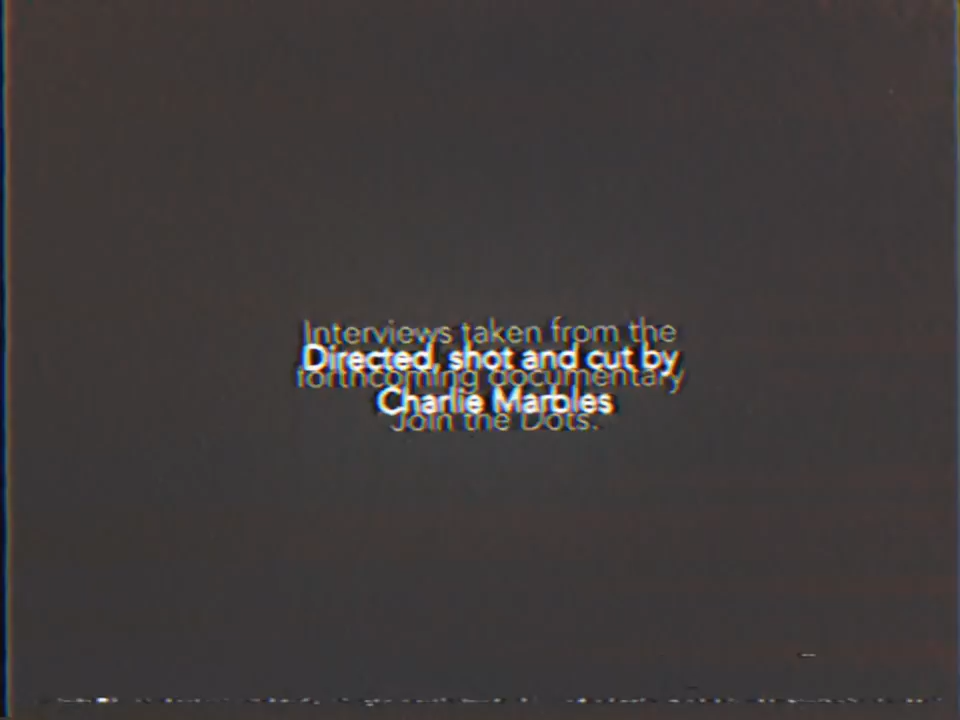 Interviews taken from the
Directed, shot and cut by
forthcoming documentary
Charlie Marbles
Join the Dots.